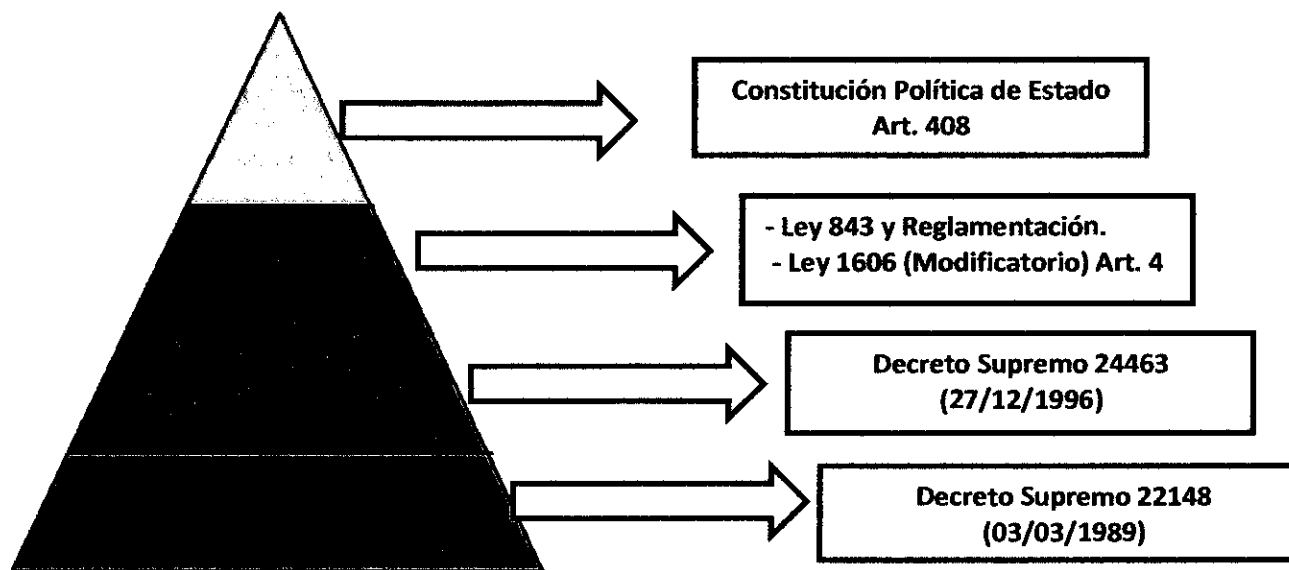 Constitución Política de Estado
Art. 408
- Ley 843 y Reglamentación.
- Ley 1606 (Modificatorio) Art. 4
Decreto Supremo 24463
(27/12/1996)
Decreto Supremo 22148
(03/03/1989)